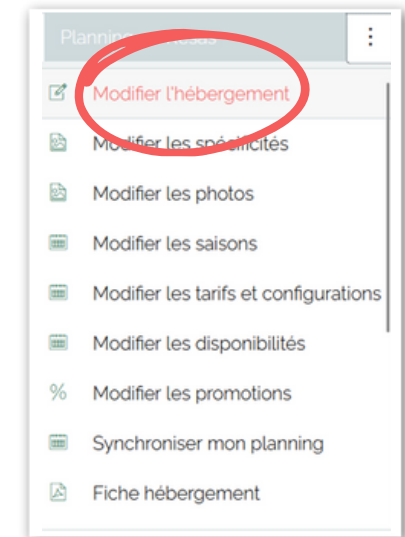 Modifier l'hébergement
Modifier les spécificités
Modifier les photos
Modifier les saisons
Modifier les tarifs et configurations
Modifier les disponibilités
% Modifier les promotions
Synchroniser mon planning
Fiche hébergement